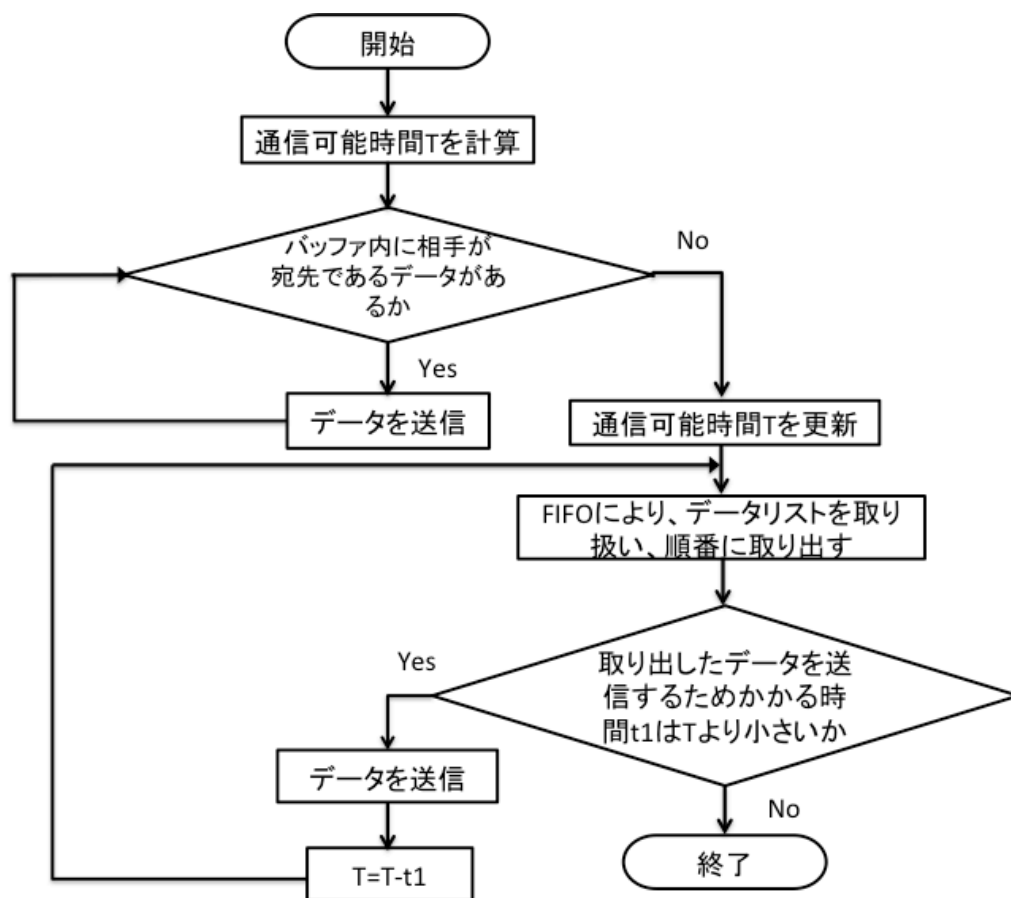 開始
通信可能時間Tを計算
バッファ内に相手が
宛先であるデータがあ
るか
No
Yes
データを送信
通信可能時間Tを更新
FIFOにより、データリストを取り
扱い、順番に取り出す
取り出したデータを送
信するためかかる時
間t1はTより小さいか
Yes
データを送信
No
T=T-t1
終了